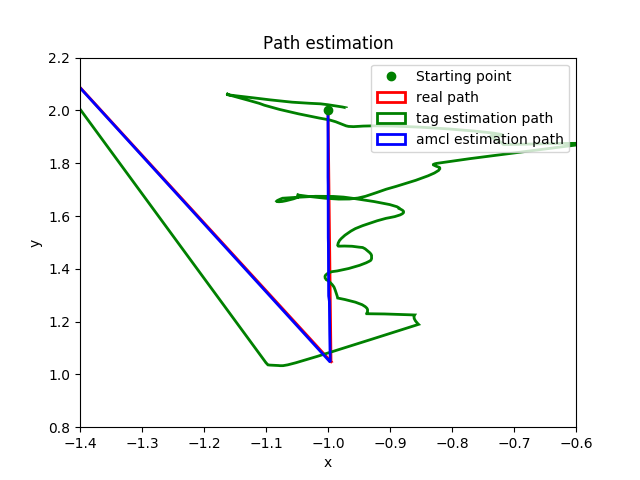 Path estimation
Starting point
real path
tag estimation path
amcl estimation path
2.2
2.0
1.8
1.6
1.4
1.2
1.0
0.8
y
−1.4 −1.3 −1.2 −1.1 −1.0 −0.9 −0.8 −0.7 −0.6
x